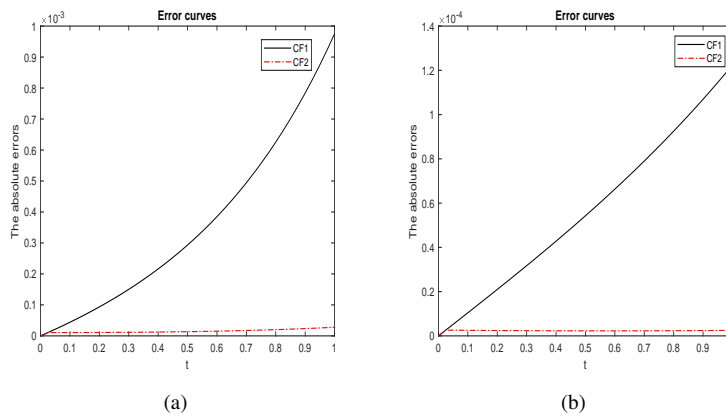 ×10⁻³
Error curves
1
0.9
0.8
0.7
0.6
0.5
0.4
0.3
0.2
0.1
0
The absolute errors
CF1
CF2
0 0.1 0.2 0.3 0.4 0.5 0.6 0.7 0.8 0.9 1
t
(a)
×10⁻⁴
Error curves
1.4
1.2
1
0.8
0.6
0.4
0.2
0
The absolute errors
CF1
CF2
0 0.1 0.2 0.3 0.4 0.5 0.6 0.7 0.8 0.9
t
(b)